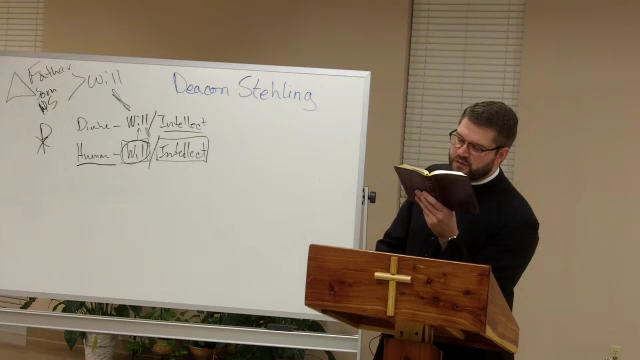 Father
Son > Will
HS
Deacon Stehling
Divine - Will / Intellect
Human - Will / Intellect